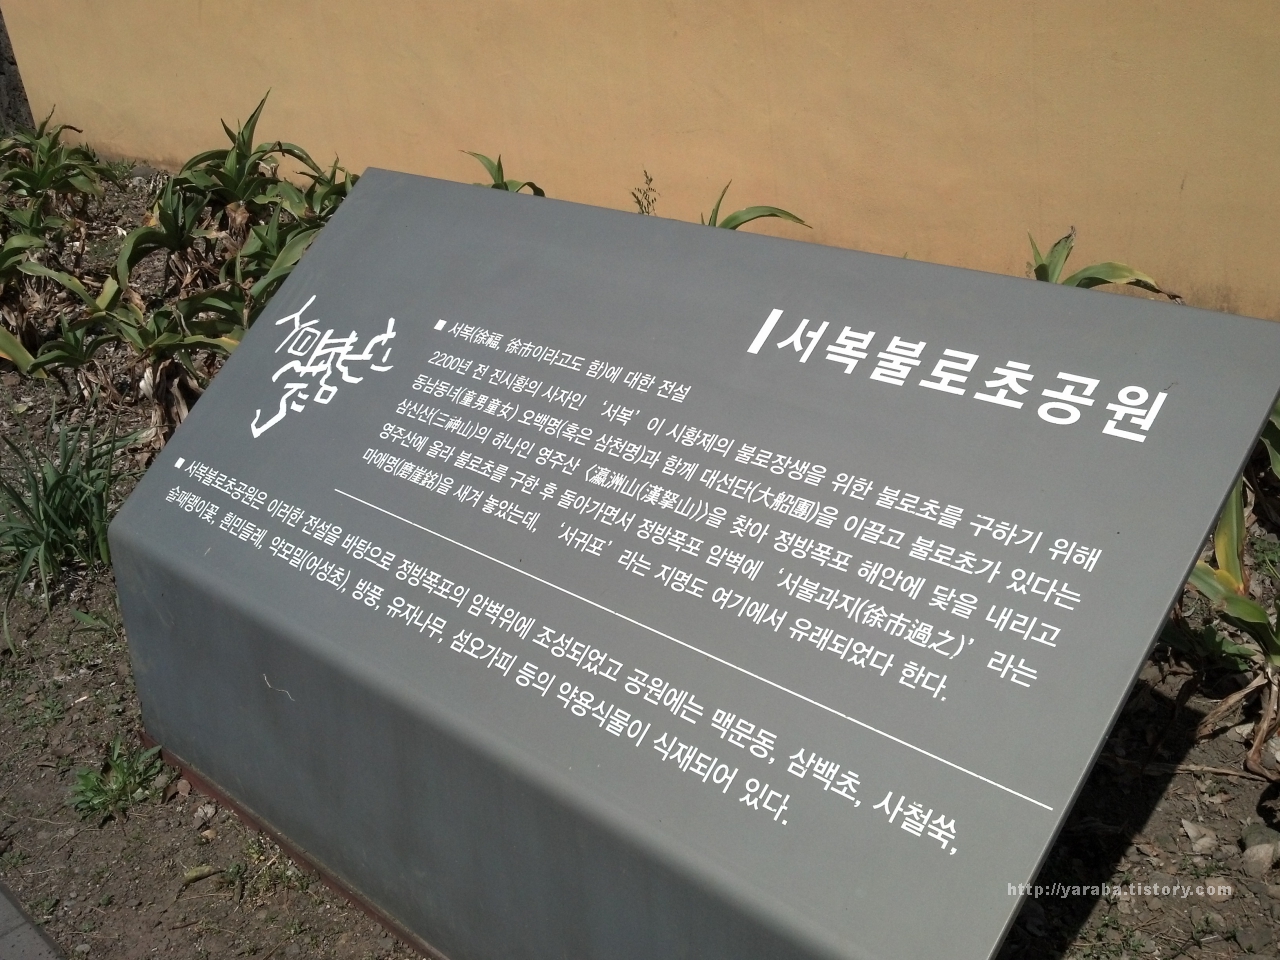 서복불로초공원
■ 서복(徐福, 徐市이라고도 함)에 대한 전설
2200년 전 진시황의 사자인 '서복'이 시황제의 불로장생을 위한 불로초를 구하기 위해
동남동녀(童男童女) 오백명(혹은 삼천명)과 함께 대선단(大船團)을 이끌고 불로초가 있다는
삼신산(三神山)의 하나인 영주산〈瀛洲山(漢拏山)〉을 찾아 정방폭포 해안에 닻을 내리고
영주산에 올라 불로초를 구한 후 돌아가면서 정방폭포 암벽에 '서불과지(徐市過之)' 라는
마애명(磨崖銘)을 새겨 놓았는데, '서귀포' 라는 지명도 여기에서 유래되었다 한다.
■ 서복불로초공원은 이러한 전설을 바탕으로 정방폭포의 암벽위에 조성되었고 공원에는 맥문동, 삼백초, 사철쑥,
술패랭이꽃, 흰민들레, 약모밀(어성초), 방풍, 유자나무, 섬오가피 등의 약용식물이 식재되어 있다.
http://yaraba.tistory.com